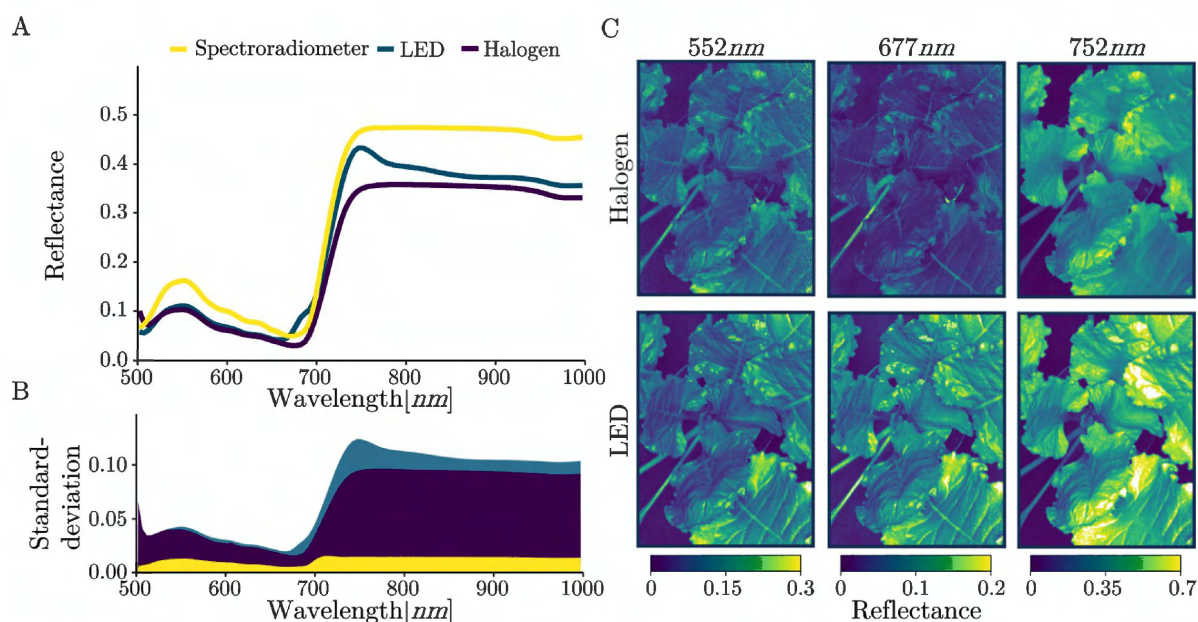 A
Spectroradiometer LED Halogen
0.5
0.4
0.3
0.2
0.1
0.0
Reflectance
500 600 700 800 900 1000
Wavelength[nm]
B
0.10
0.05
0.00
Standard-
deviation
500 600 700 800 900 1000
Wavelength[nm]
C
552nm 677nm 752nm
Halogen
LED
0 0.15 0.3 0 0.1 0.2 0 0.35 0.7
Reflectance